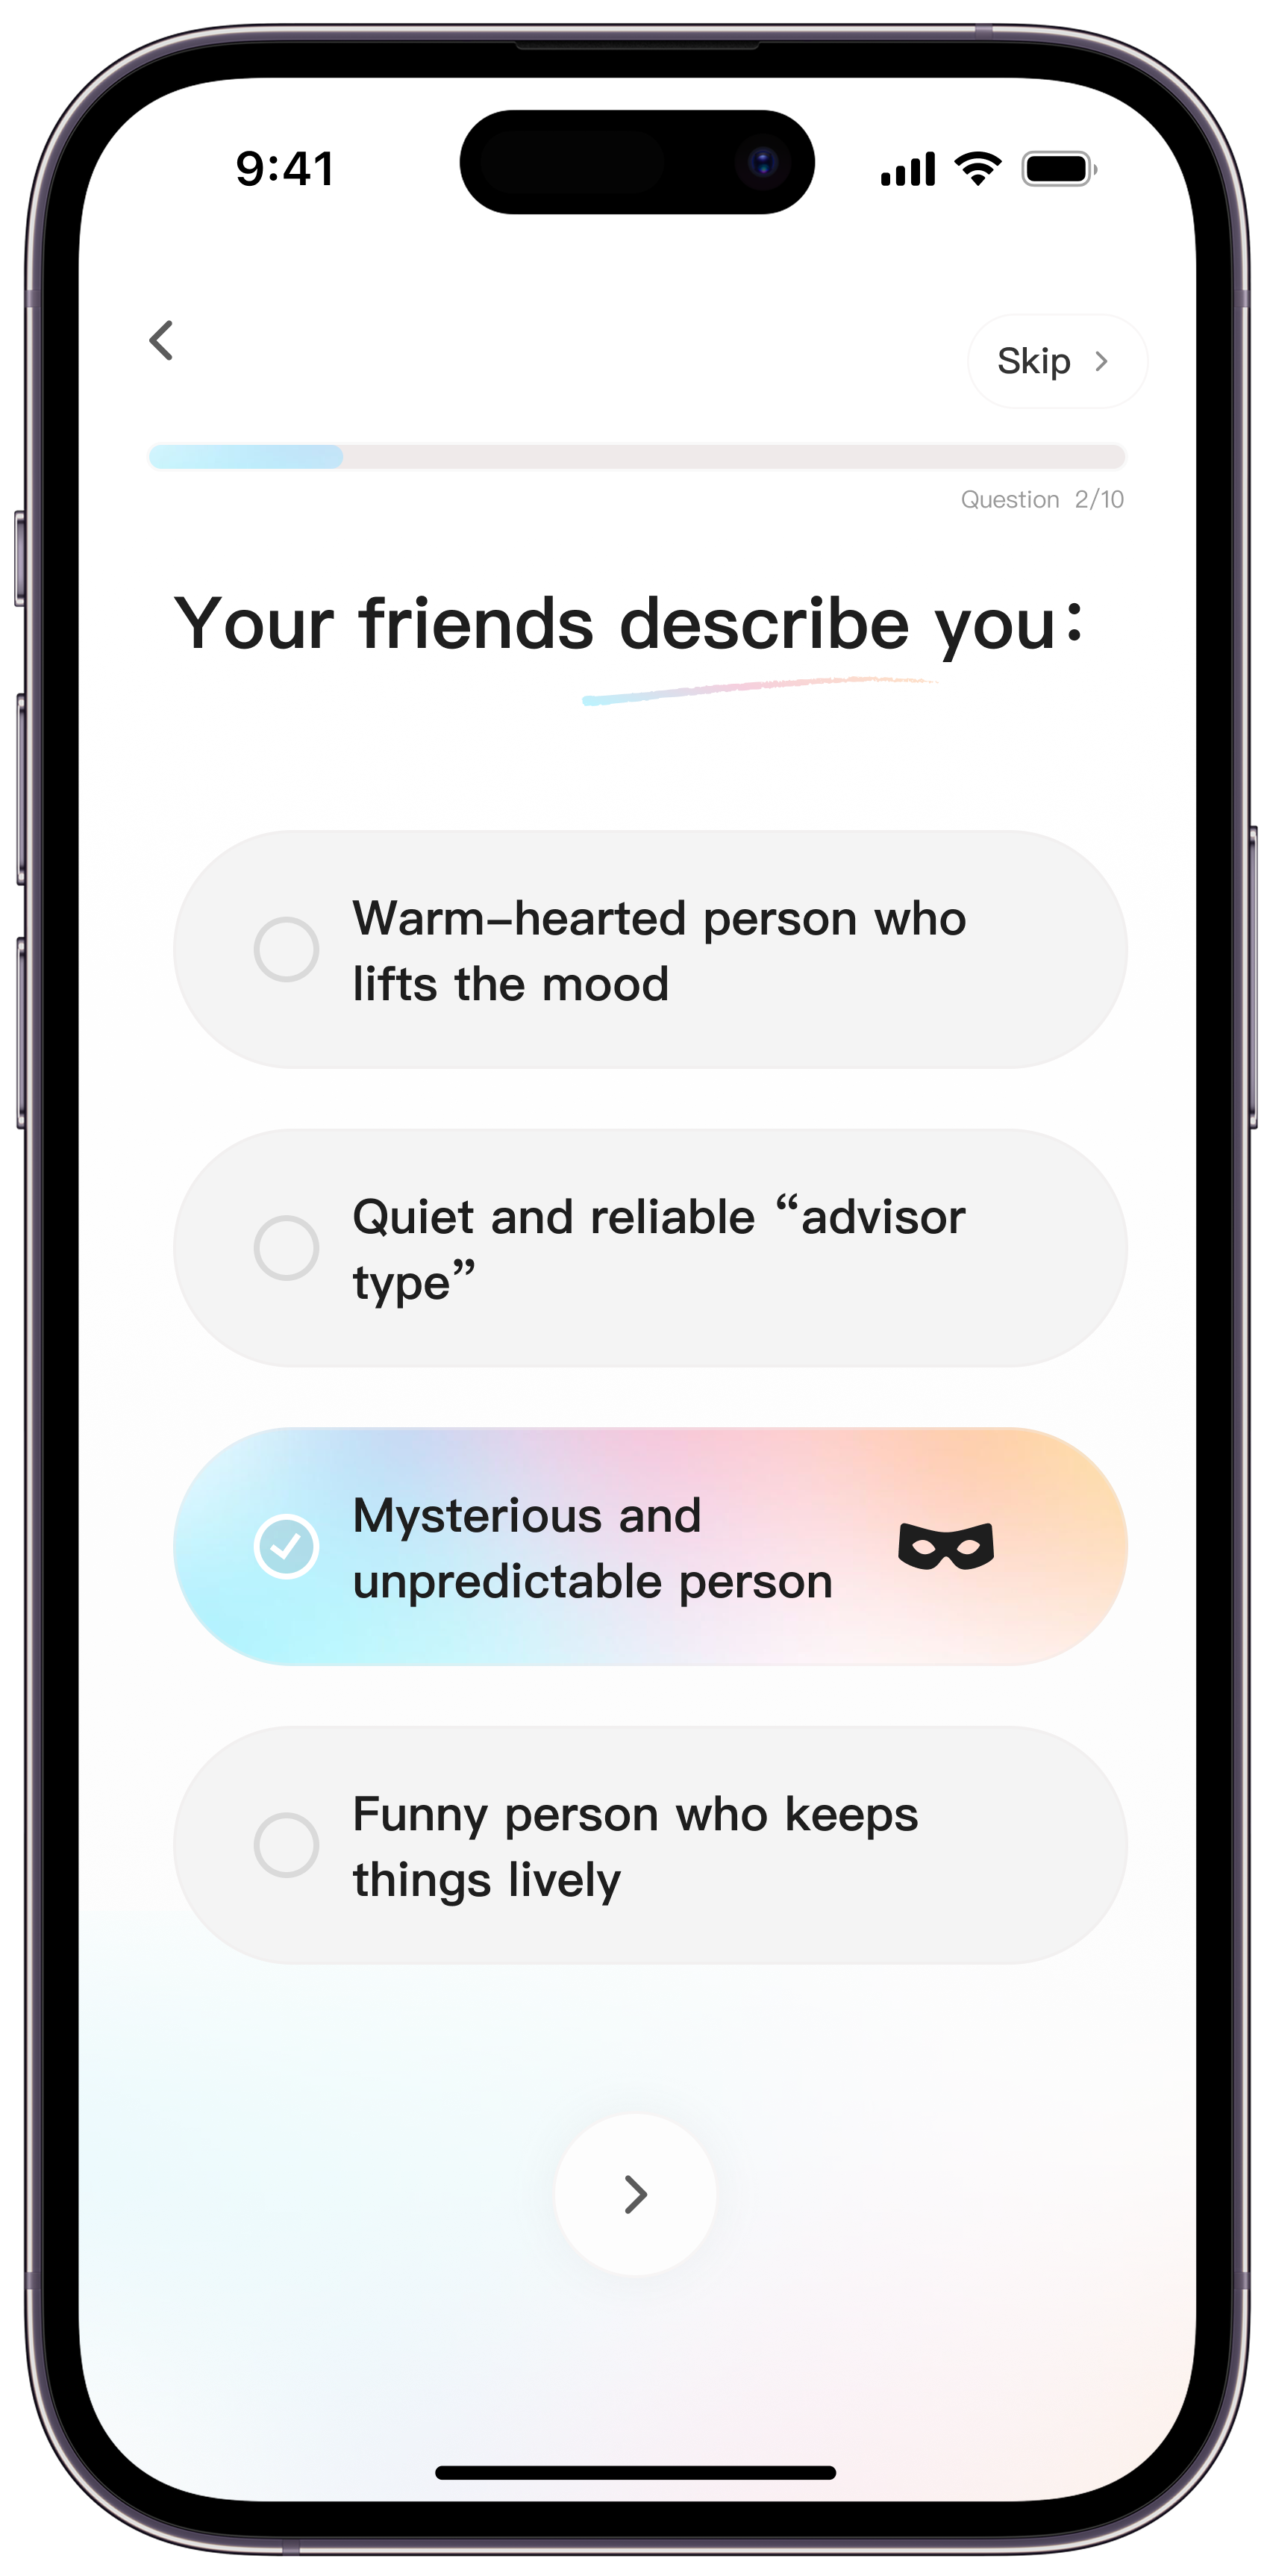 9:41
Skip
Question 2/10
Your friends describe you:
Warm-hearted person who
lifts the mood
Quiet and reliable “advisor
type”
Mysterious and
unpredictable person
Funny person who keeps
things lively